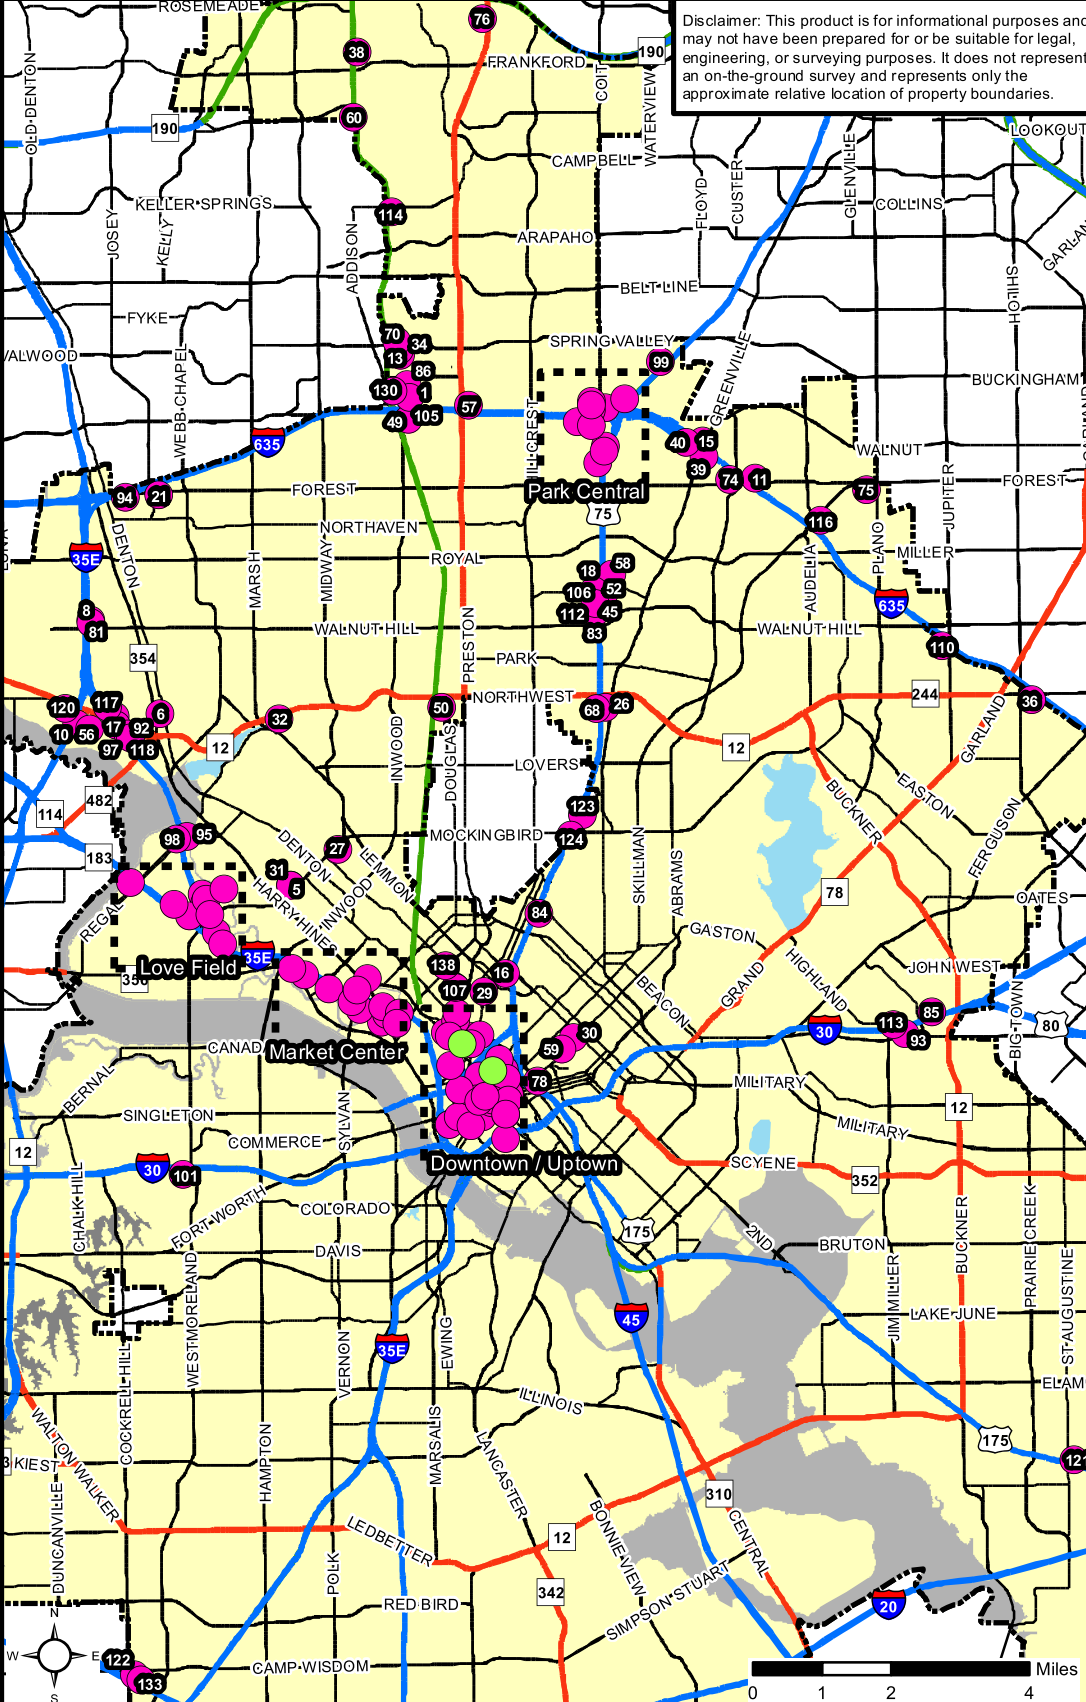 ROSEMEADE
76
Disclaimer: This product is for informational purposes and
may not have been prepared for or be suitable for legal,
engineering, or surveying purposes. It does not represent
an on-the-ground survey and represents only the
approximate relative location of property boundaries.
38
190
FRANKFORD
COIT
WATERVIEW
OLD DENTON
60
190
LOOKOUT
CAMPBELL
FLOYD
CUSTER
GLENVILLE
KELLER SPRINGS
114
COLLINS
JOSEY
KELLY
ADDISON
ARAPAHO
BELT LINE
FYKE
70
34
SPRING VALLEY
GREENVILLE
13
99
86
WEBB CHAPEL
130
1
57
HILLCREST
BUCKINGHAM
49
105
635
40
15
39
WALNUT
JUPITER
94
21
FOREST
Park Central
74
11
75
FOREST
75
NORTHAVEN
116
DENTON
PLANO
MILLER
35E
MARSH
MIDWAY
ROYAL
18
58
106
52
AUDELIA
635
8
112
45
81
WALNUT HILL
PRESTON
83
WALNUT HILL
354
PARK
110
120
117
6
32
50
NORTHWEST
68
26
244
36
10
56
17
92
97
118
12
INWOOD
DOUGLAS
12
GARLAND
LOVERS
BUCKNER
EASTON
482
114
123
FERGUSON
98
95
27
MOCKINGBIRD
124
183
DENTON
LEMMON
SKILLMAN
ABRAMS
31
5
78
OATES
HARRY HINES
INWOOD
84
REGAL
GASTON
35E
Love Field
138
16
HIGHLAND
JOHN WEST
107
29
BEACON
GRAND
BIG TOWN
30
113
85
93
80
59
30
Market Center
78
MILITARY
BERNAL
12
SINGLETON
SYLVAN
MILITARY
COMMERCE
12
30
101
Downtown / Uptown
SCYENE
352
CHALK HILL
FORT WORTH
COLORADO
175
2ND
BUCKNER
PRAIRIE CREEK
DAVIS
BRUTON
ST AUGUSTINE
WESTMORELAND
JIM MILLER
LAKE JUNE
45
COCKRELL HILL
VERNON
35E
EWING
ELAM
ILLINOIS
WALTON WALKER
HAMPTON
MARSALIS
LANCASTER
175
121
KIEST
DUNCANVILLE
310
BONNIE VIEW
CENTRAL
LEDBETTER
12
POLK
342
RED BIRD
SIMPSON STUART
20
N
W
E
S
122
133
CAMP WISDOM
Miles
0
1
2
4